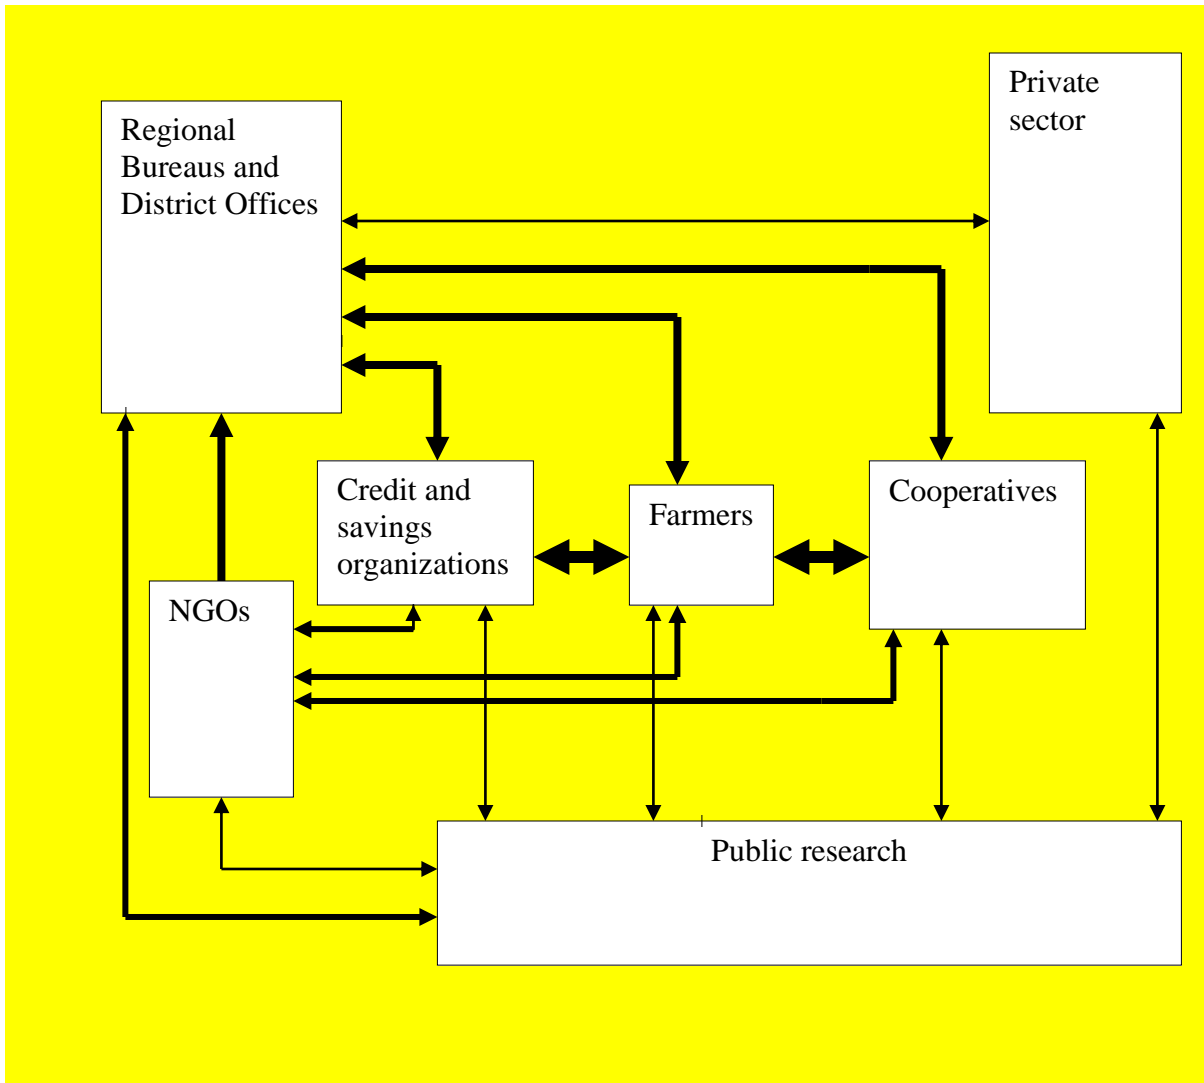 Regional
Bureaus and
District Offices
Private
sector
Credit and
savings
organizations
Farmers
Cooperatives
NGOs
Public research